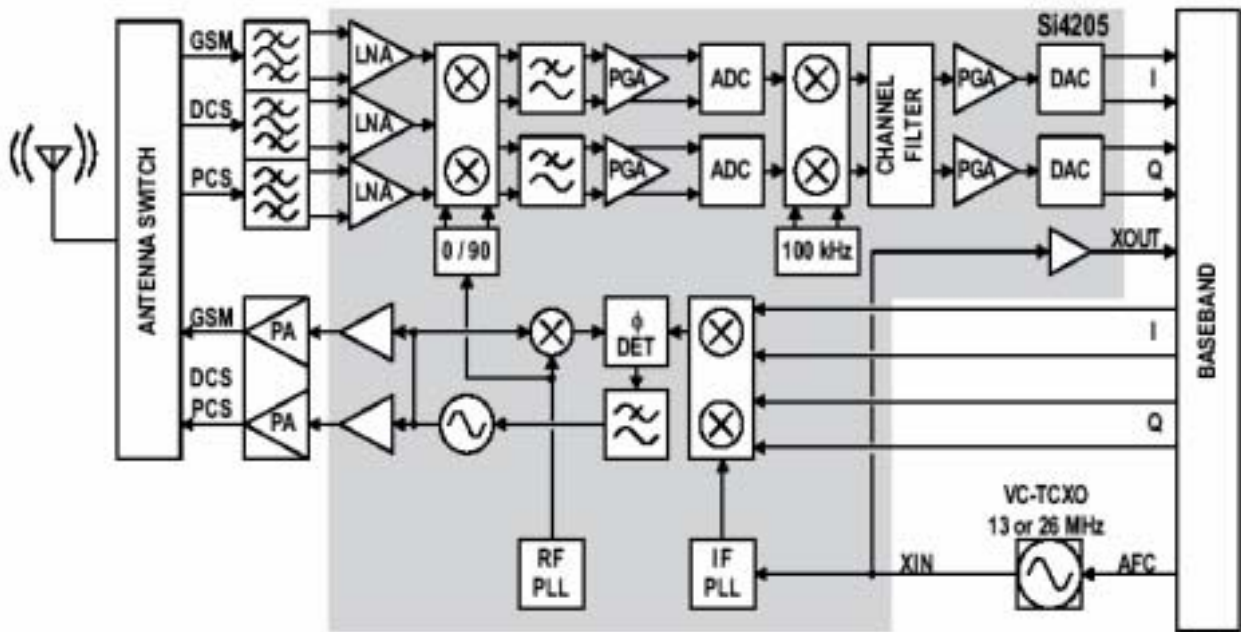 Si4205
ANTENNA SWITCH
GSM
DCS
PCS
LNA
LNA
LNA
PGA
PGA
ADC
ADC
CHANNEL
FILTER
PGA
PGA
DAC
DAC
I
Q
0 / 90
100 kHz
XOUT
BASEBAND
GSM
DCS
PCS
PA
PA
ϕ
DET
I
Q
RF
PLL
IF
PLL
VC-TCXO
13 or 26 MHz
XIN
AFC